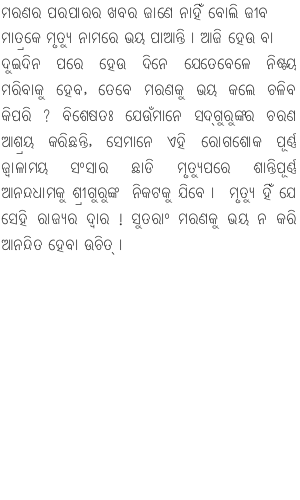 ମରଣର ପରପାରର ଖବର ଜାଣେ ନାହିଁ ବୋଲି ଜୀବ
ମାତ୍ରକେ ମୃତ୍ୟୁ ନାମରେ ଭୟ ପାଆନ୍ତି । ଆଜି ହେଉ ବା
ଦୁଇଦିନ ପରେ ହେଉ ଦିନେ ଯେତେବେଳେ ନିଶ୍ଚୟ
ମରିବାକୁ ହେବ, ତେବେ ମରଣକୁ ଭୟ କଲେ ଚଳିବ
କିପରି ? ବିଶେଷତଃ ଯେଉଁମାନେ ସଦ୍‌ଗୁରୁଙ୍କର ଚରଣ
ଆଶ୍ରୟ କରିଛନ୍ତି, ସେମାନେ ଏହି ରୋଗଶୋକ ପୂର୍ଣ୍ଣ
ଜ୍ଵାଳାମୟ ସଂସାର ଛାଡି ମୃତ୍ୟୁପରେ ଶାନ୍ତିପୂର୍ଣ୍ଣ
ଆନନ୍ଦଧାମକୁ ଶ୍ରୀଗୁରୁଙ୍କ ନିକଟକୁ ଯିବେ । ମୃତ୍ୟୁ ହିଁ ଯେ
ସେହି ରାଜ୍ୟର ଦ୍ଵାର ! ସୁତରାଂ ମରଣକୁ ଭୟ ନ କରି
ଆନନ୍ଦିତ ହେବା ଉଚିତ୍ ।